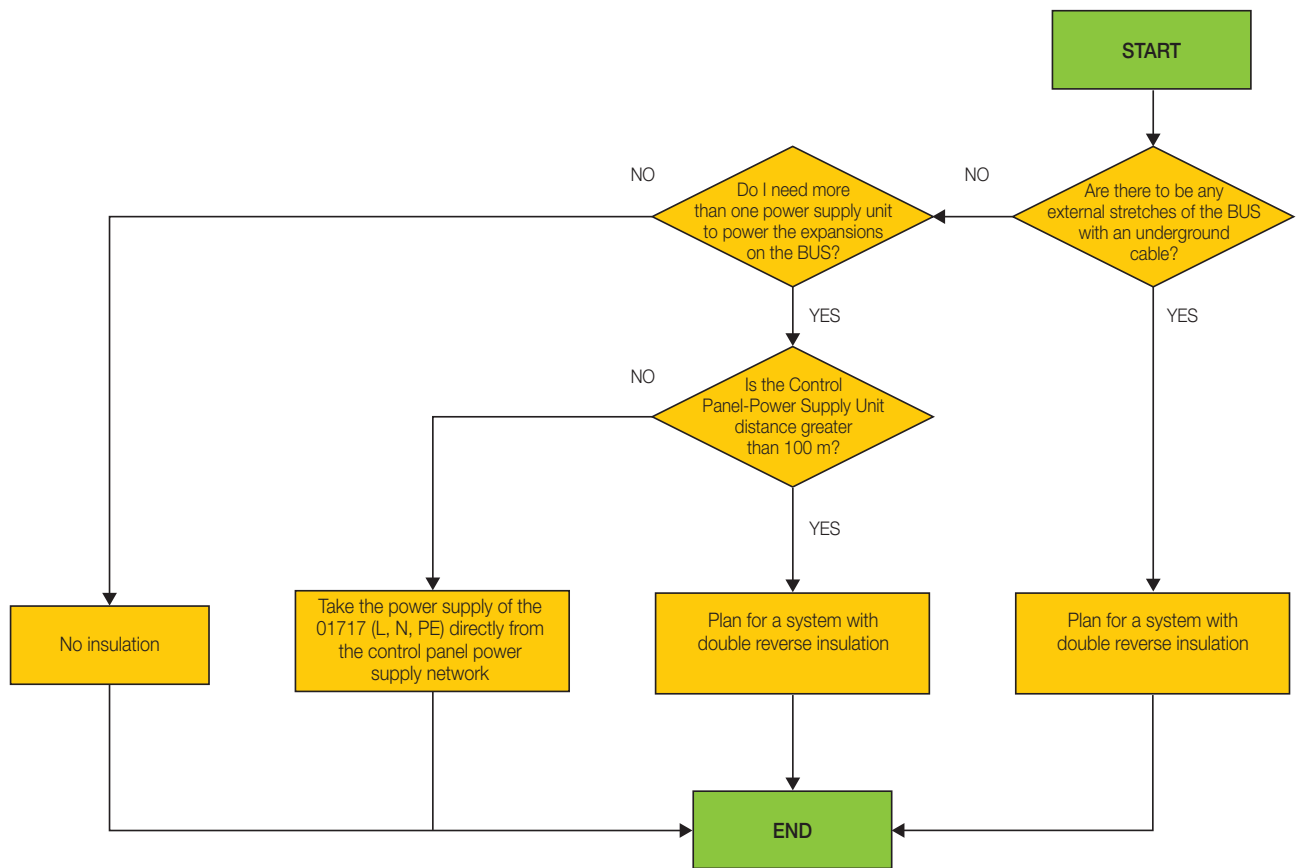 START
Are there to be any
external stretches of the BUS
with an underground
cable?
NO
YES
Do I need more
than one power supply unit
to power the expansions
on the BUS?
NO
YES
Is the Control
Panel-Power Supply Unit
distance greater
than 100 m?
NO
YES
No insulation
Take the power supply of the
01717 (L, N, PE) directly from
the control panel power
supply network
Plan for a system with
double reverse insulation
Plan for a system with
double reverse insulation
END